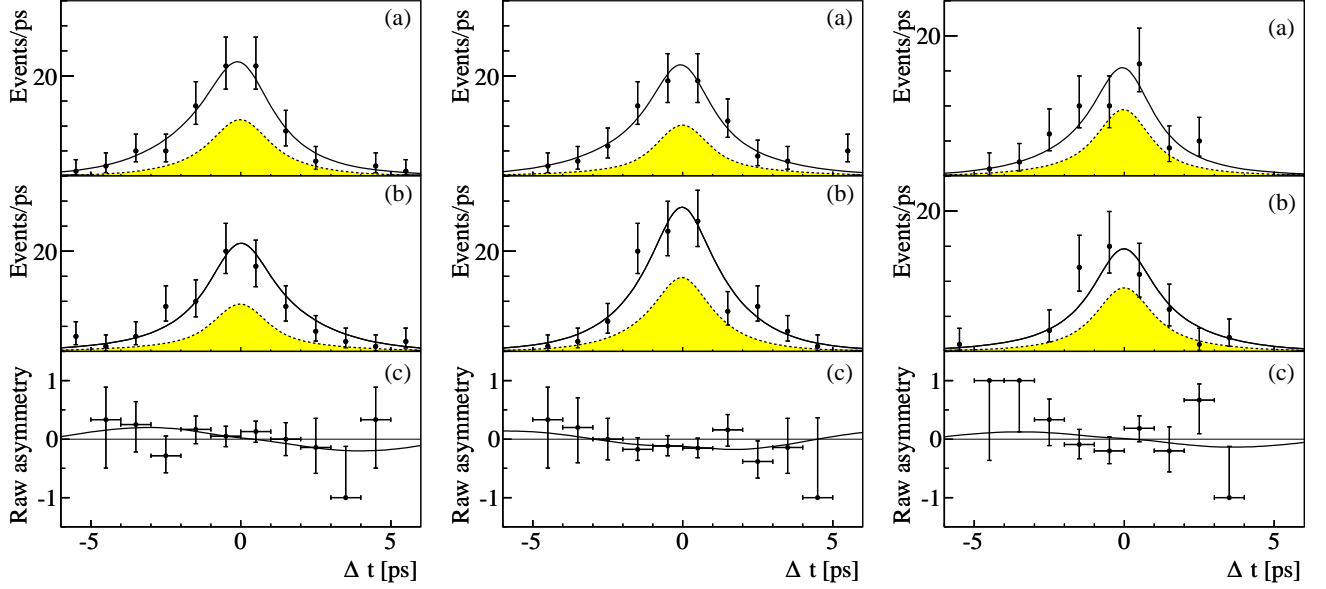 (a)
Events/ps
20
(b)
Events/ps
20
(c)
Raw asymmetry
1
0
-1
-5 0 5
Δ t [ps]
(a)
Events/ps
20
(b)
Events/ps
20
(c)
Raw asymmetry
1
0
-1
-5 0 5
Δ t [ps]
(a)
Events/ps
20
(b)
Events/ps
20
(c)
Raw asymmetry
1
0
-1
-5 0 5
Δ t [ps]